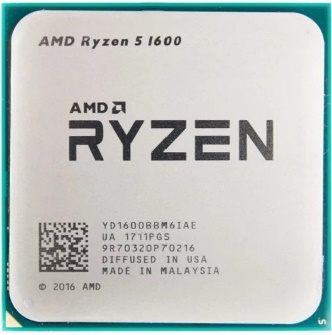 AMD Ryzen 5 1600
AMD
RYZEN
YD1600BBM6IAE
UA 1711PGS
9R70320P70216
DIFFUSED IN USA
MADE IN MALAYSIA
© 2016 AMD